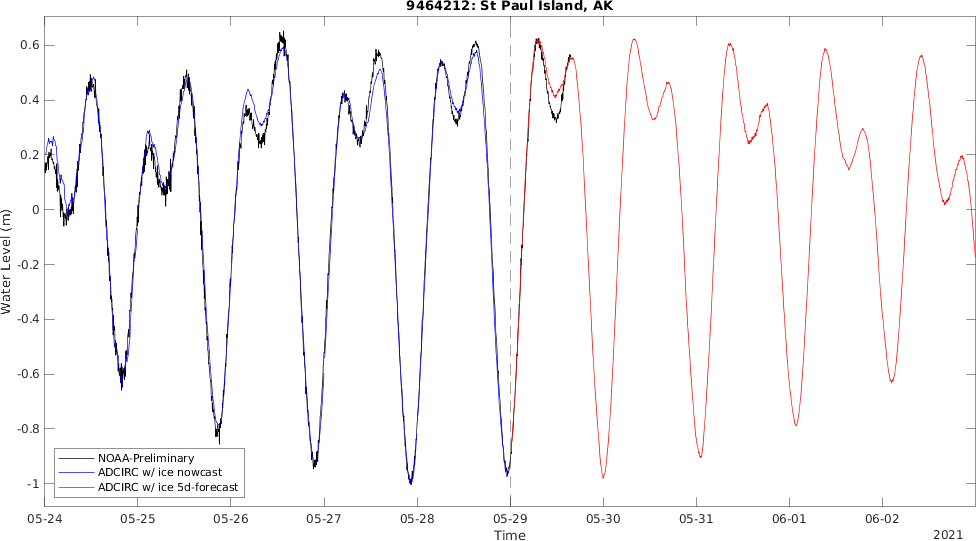 9464212: St Paul Island, AK
Water Level (m)
0.6
0.4
0.2
0
-0.2
-0.4
-0.6
-0.8
-1
NOAA-Preliminary
ADCIRC w/ ice nowcast
ADCIRC w/ ice 5d-forecast
05-24 05-25 05-26 05-27 05-28 05-29 05-30 05-31 06-01 06-02
Time
2021